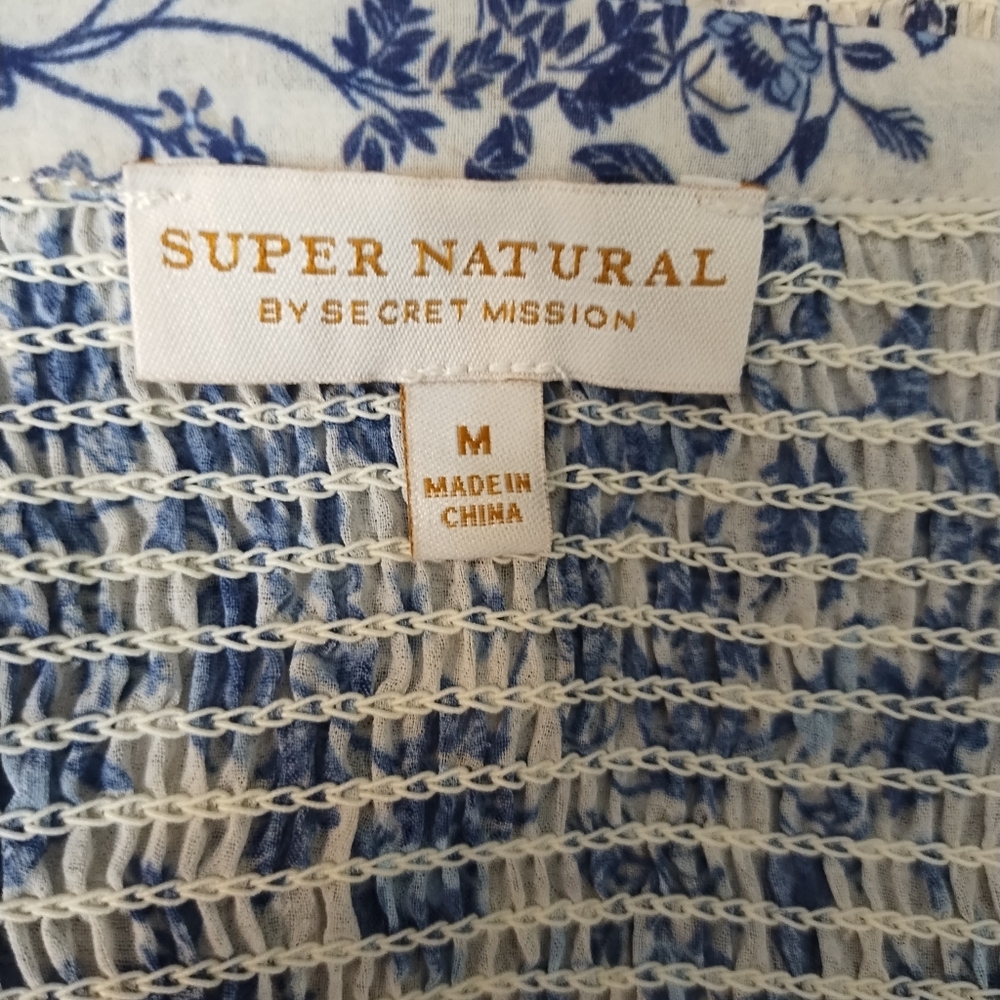 SUPER NATURAL
BY SECRET MISSION
M
MADE IN
CHINA